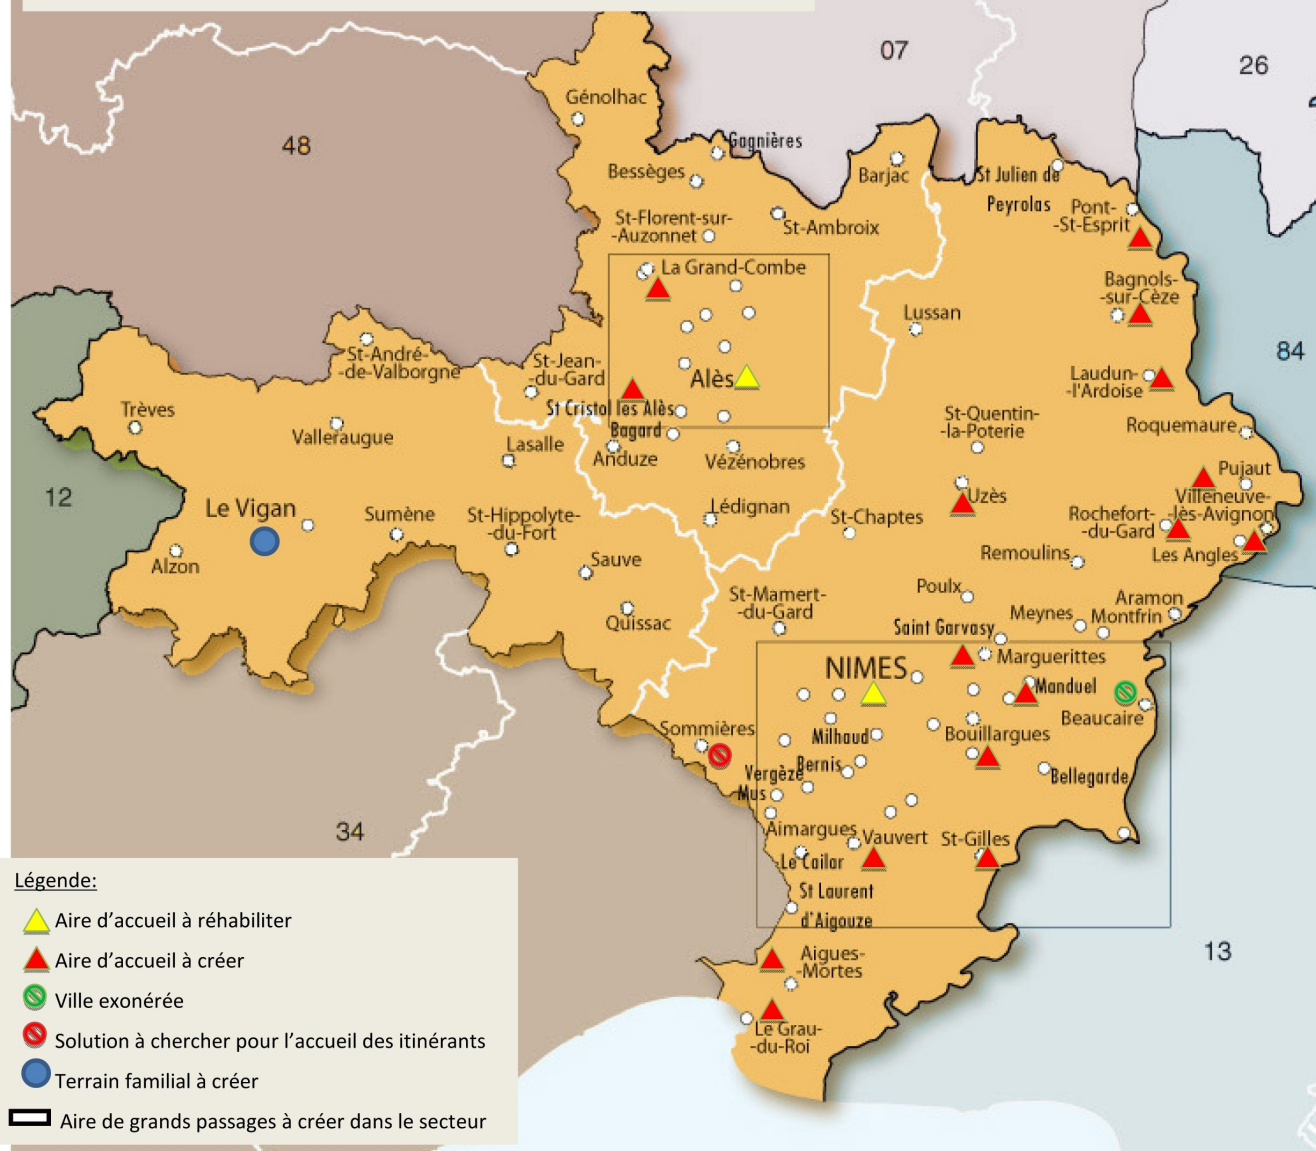 07
26
Génolhac
48
Gagnières
Bessèges
Barjac
St Julien de
Peyrolas
Pont-
-St-Esprit
St-Florent-sur-
-Auzonnet
St-Ambroix
La Grand-Combe
Bagnols-
-sur-Cèze
Lussan
84
St-André-
-de-Valborgne
St-Jean-
-du-Gard
Alès
Laudun-
-l'Ardoise
Trèves
St Cristol les Alès
St-Quentin-
-la-Poterie
Valleraugue
Bagard
Roquemaure
Lasalle
Anduze
Vézénobres
Pujaut
12
Uzès
Villeneuve-
-lès-Avignon
Le Vigan
Sumène
St-Hippolyte-
-du-Fort
Lédignan
St-Chaptes
Rochefort-
-du-Gard
Les Angles
Alzon
Sauve
Remoulins
Poulx
St-Mamert-
-du-Gard
Aramon
Quissac
Meynes
Montfrin
Saint Garvasy
NIMES
Marguerittes
Manduel
Beaucaire
Sommières
Milhaud
Bouillargues
Bernis
Vergèze
Bellegarde
Mus
34
Aimargues
Vauvert
St-Gilles
Le Cailar
St Laurent
d'Aigouze
13
Aigues-
-Mortes
Le Grau-
-du-Roi
Légende:
Aire d'accueil à réhabiliter
Aire d'accueil à créer
Ville exonérée
Solution à chercher pour l'accueil des itinérants
Terrain familial à créer
Aire de grands passages à créer dans le secteur